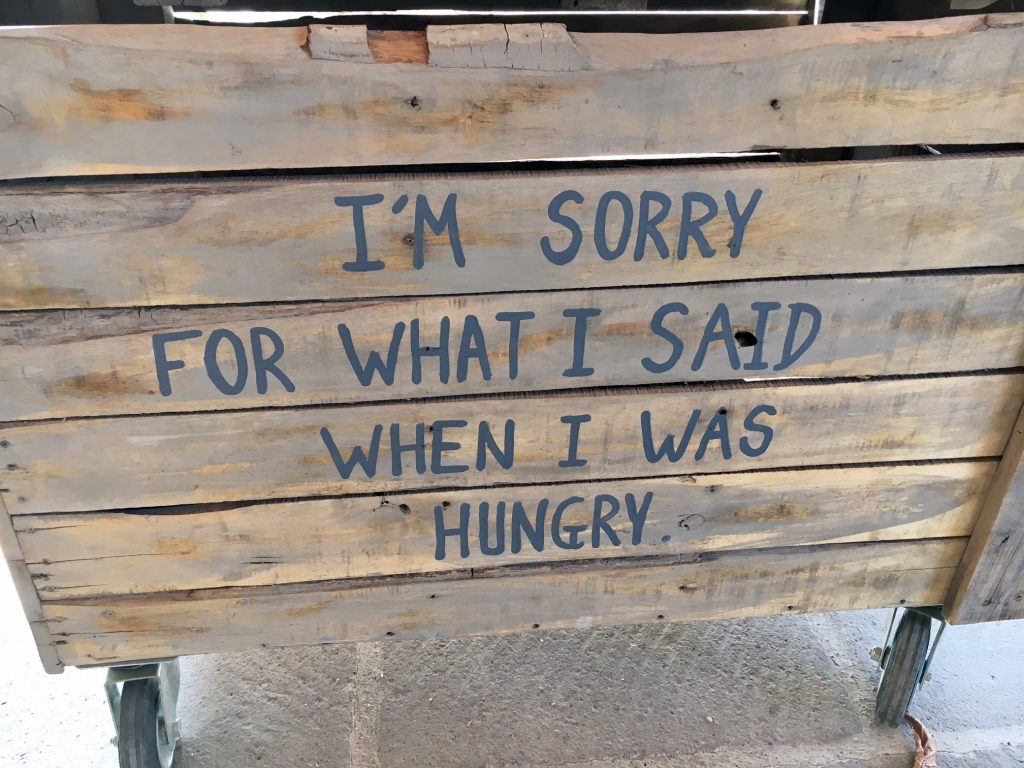 I'M SORRY
FOR WHAT I SAID
WHEN I WAS
HUNGRY.